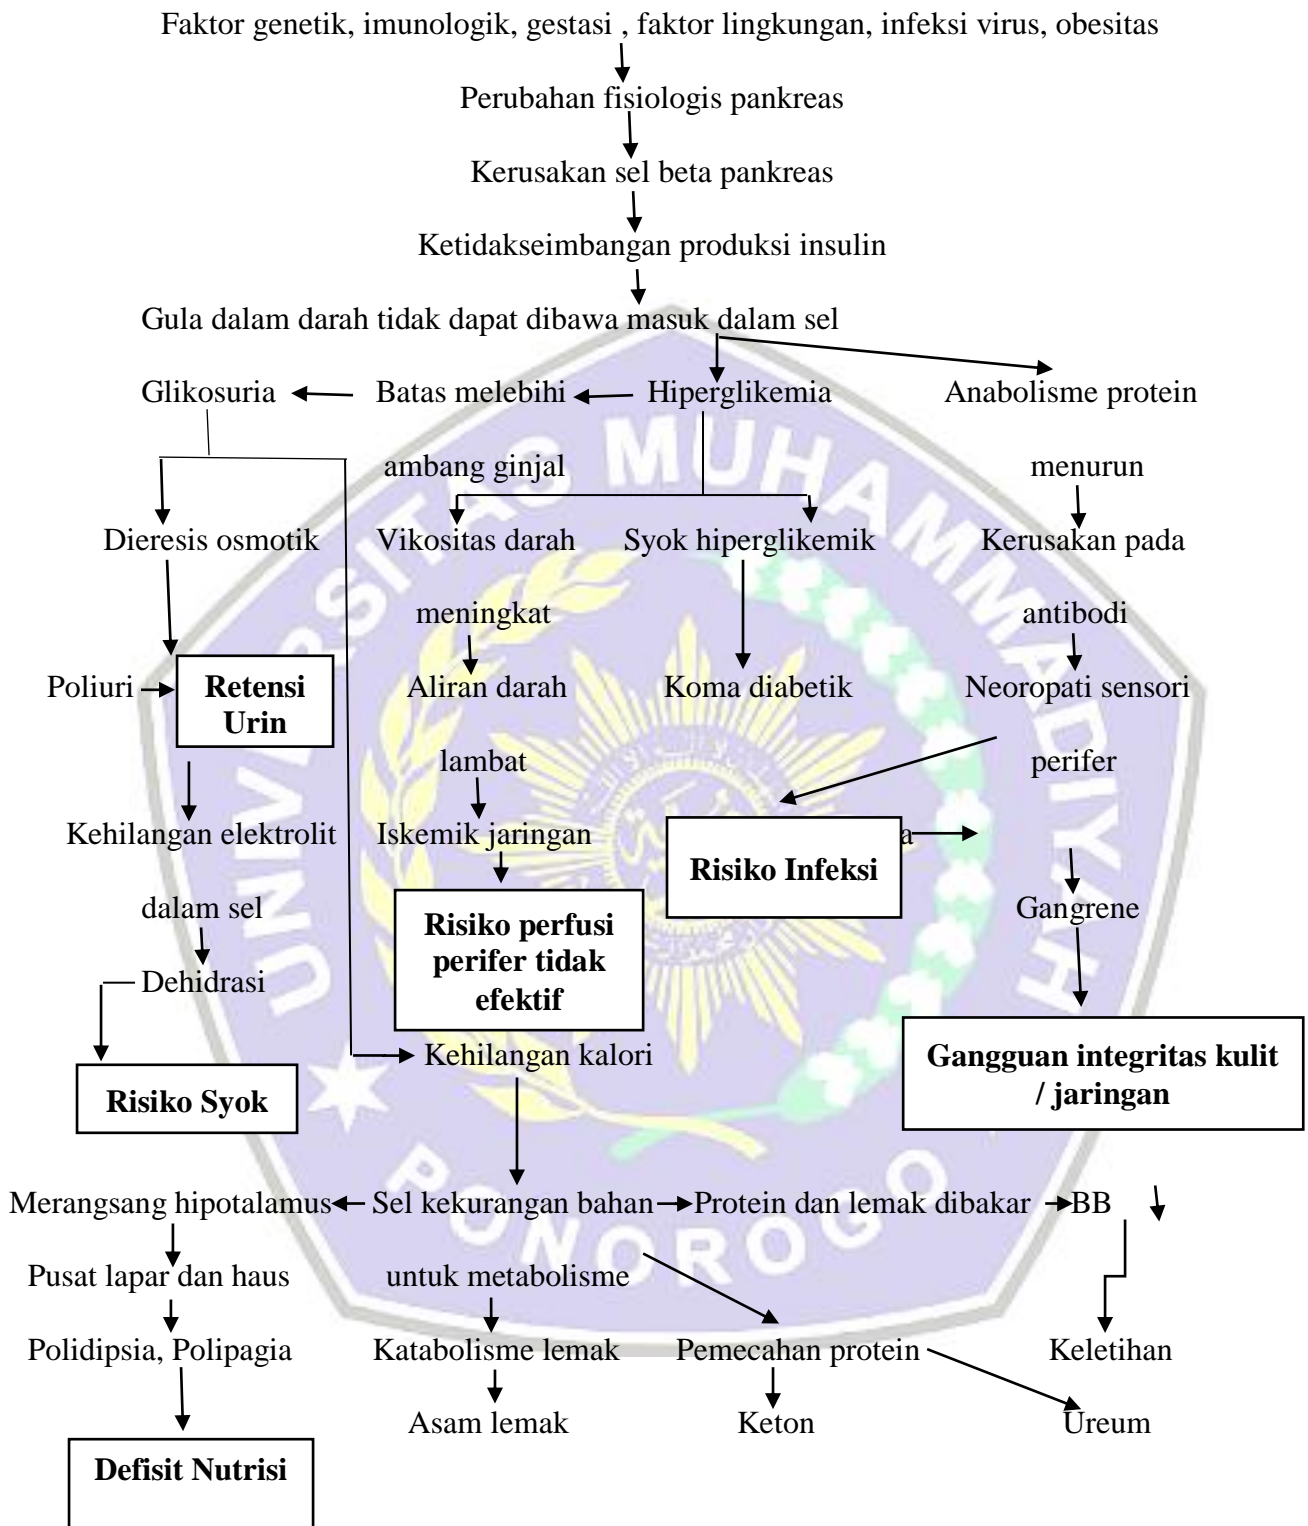 Faktor genetik, imunologik, gestasi , faktor lingkungan, infeksi virus, obesitas
Perubahan fisiologis pankreas
Kerusakan sel beta pankreas
Ketidakseimbangan produksi insulin
Gula dalam darah tidak dapat dibawa masuk dalam sel
Glikosuria
Batas melebihi
Hiperglikemia
Anabolisme protein
ambang ginjal
menurun
Dieresis osmotik
Vikositas darah
Syok hiperglikemik
Kerusakan pada
meningkat
antibodi
Poliuri
Retensi
Urin
Aliran darah
Koma diabetik
Neoropati sensori
lambat
perifer
Kehilangan elektrolit
Iskemik jaringan
Risiko Infeksi
a
dalam sel
Risiko perfusi
perifer tidak
efektif
Gangrene
Dehidrasi
Kehilangan kalori
Gangguan integritas kulit
/ jaringan
Risiko Syok
Merangsang hipotalamus
Sel kekurangan bahan
Protein dan lemak dibakar
BB
Pusat lapar dan haus
untuk metabolisme
Polidipsia, Polipagia
Katabolisme lemak
Pemecahan protein
Keletihan
Asam lemak
Keton
Ureum
Defisit Nutrisi
UNIVERSITAS MUHAMMADIYAH
PONOROGO